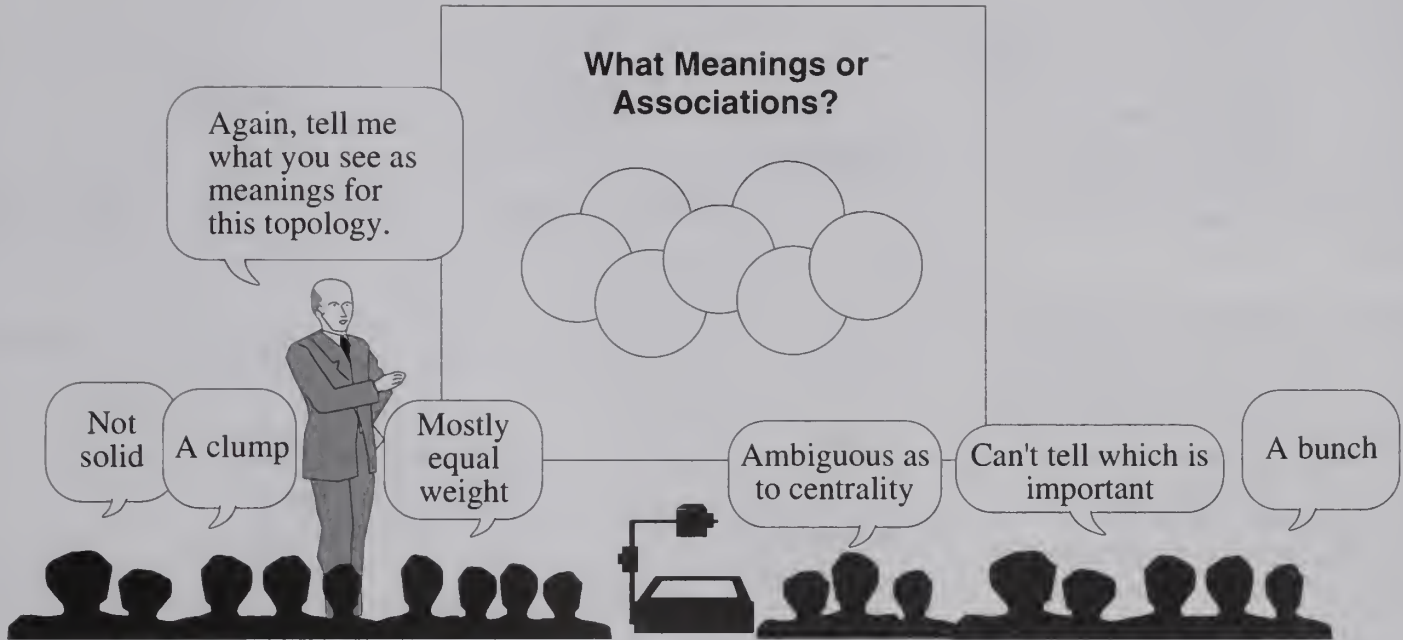 What Meanings or
Associations?
Again, tell me
what you see as
meanings for
this topology.
Not
solid
A clump
Mostly
equal
weight
Ambiguous as
to centrality
Can't tell which is
important
A bunch